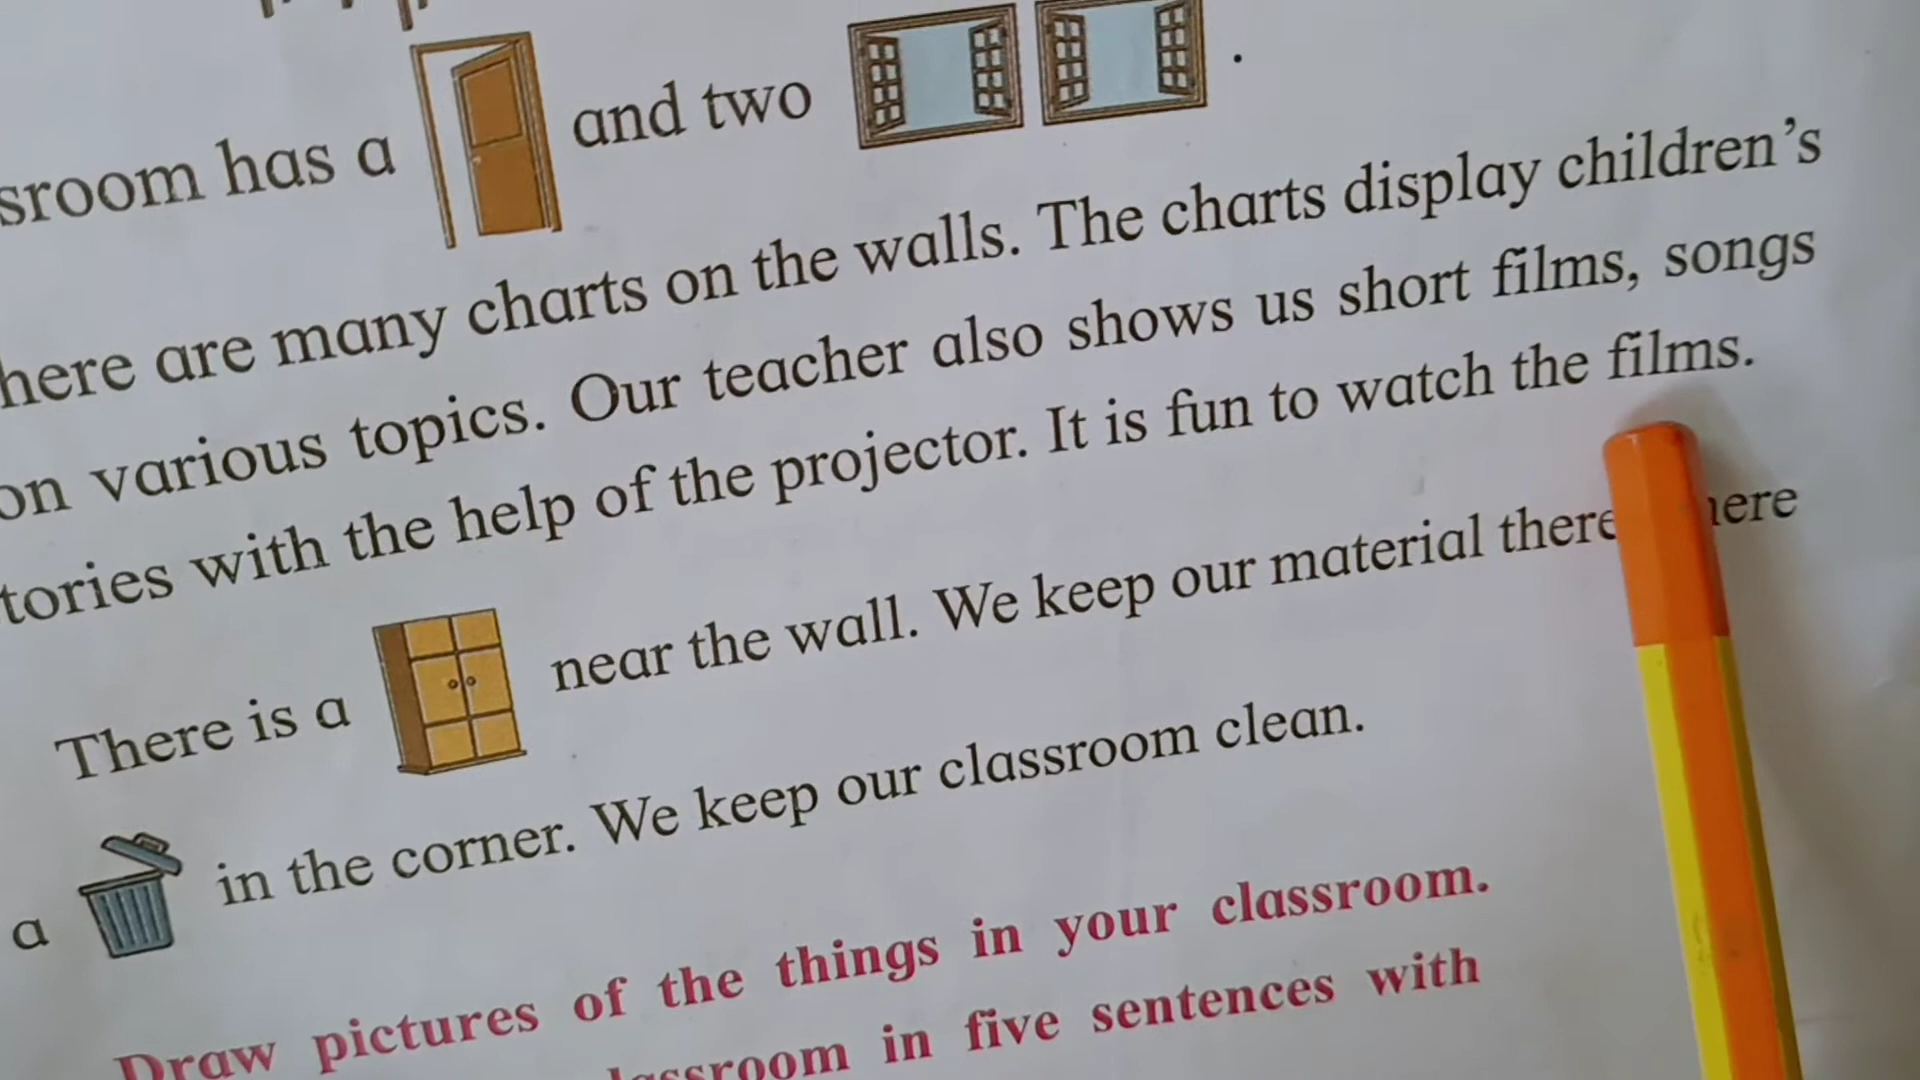 sroom has a and two .
here are many charts on the walls. The charts display children's
on various topics. Our teacher also shows us short films, songs
tories with the help of the projector. It is fun to watch the films.
There is a near the wall. We keep our material there here
a in the corner. We keep our classroom clean.
Draw pictures of the things in your classroom.
lassroom in five sentences with